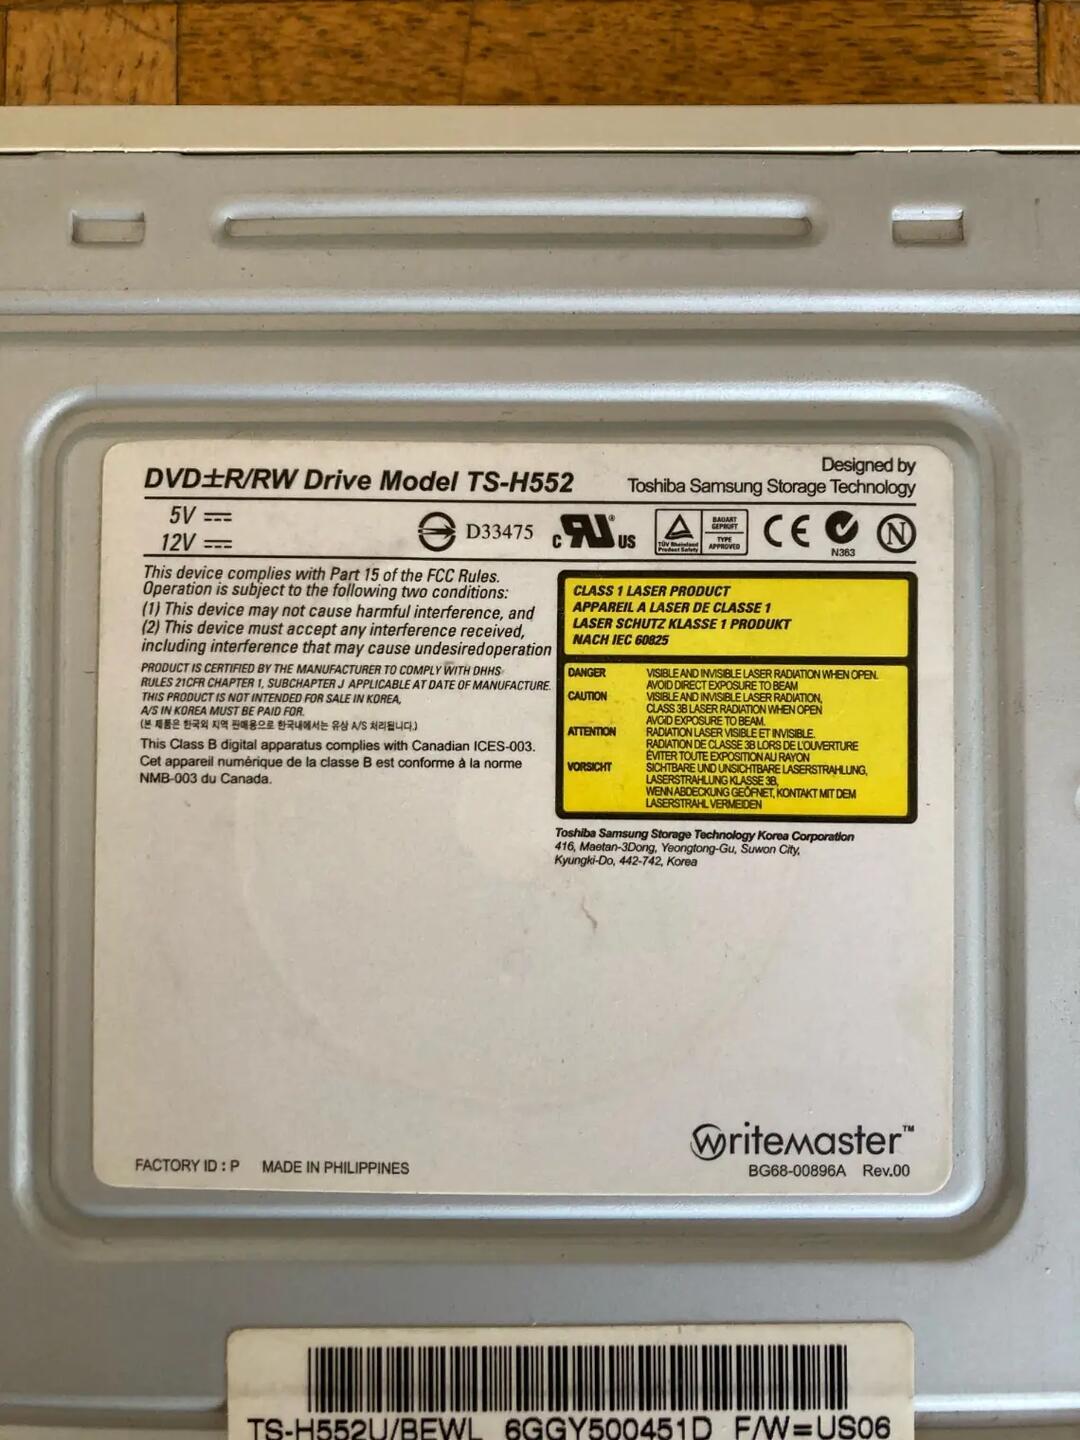 DVD±R/RW Drive Model TS-H552
Designed by
Toshiba Samsung Storage Technology
5V
12V
D33475
c RU® US
TÜV Rheinland
Product Safety
BAUART
GEPRÜFT
TYPE
APPROVED
CE
N363
N
This device complies with Part 15 of the FCC Rules.
Operation is subject to the following two conditions:
(1) This device may not cause harmful interference, and
(2) This device must accept any interference received,
including interference that may cause undesiredoperation
PRODUCT IS CERTIFIED BY THE MANUFACTURER TO COMPLY WITH DHHS
RULES 21CFR CHAPTER 1, SUBCHAPTER J APPLICABLE AT DATE OF MANUFACTURE.
THIS PRODUCT IS NOT INTENDED FOR SALE IN KOREA,
A/S IN KOREA MUST BE PAID FOR.
(본 제품은 한국외 지역 판매용으로 한국내에서는 유상 A/S 처리됩니다.)
This Class B digital apparatus complies with Canadian ICES-003.
Cet appareil numérique de la classe B est conforme à la norme
NMB-003 du Canada.
CLASS 1 LASER PRODUCT
APPAREIL A LASER DE CLASSE 1
LASER SCHUTZ KLASSE 1 PRODUKT
NACH IEC 60825
DANGER VISIBLE AND INVISIBLE LASER RADIATION WHEN OPEN.
AVOID DIRECT EXPOSURE TO BEAM
CAUTION VISIBLE AND INVISIBLE LASER RADIATION,
CLASS 3B LASER RADIATION WHEN OPEN
AVOID EXPOSURE TO BEAM.
ATTENTION RADIATION LASER VISIBLE ET INVISIBLE.
RADIATION DE CLASSE 3B LORS DE L'OUVERTURE
ÉVITER TOUTE EXPOSITION AU RAYON
VORSICHT SICHTBARE UND UNSICHTBARE LASERSTRAHLUNG,
LASERSTRAHLUNG KLASSE 3B,
WENN ABDECKUNG GEÖFNET, KONTAKT MIT DEM
LASERSTRAHL VERMEIDEN
Toshiba Samsung Storage Technology Korea Corporation
416, Maetan-3Dong, Yeongtong-Gu, Suwon City,
Kyungki-Do, 442-742, Korea
writemaster™
BG68-00896A Rev.00
FACTORY ID : P MADE IN PHILIPPINES
TS-H552U/BEWL 6GGY500451D F/W=US06